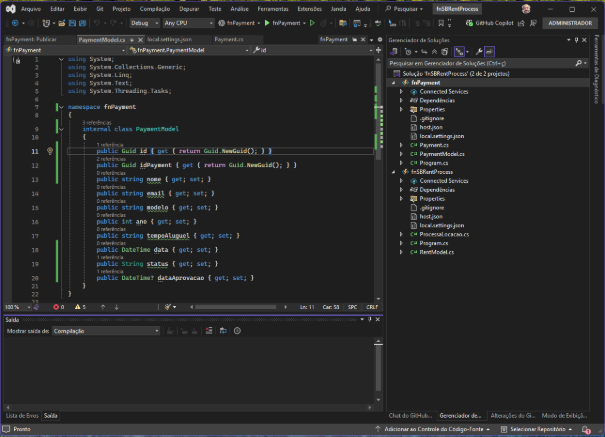 Arquivo Editar Exibir Git Projeto Compilação Depurar Teste Análise Ferramentas Extensões Janela Ajuda Pesquisar fnSBRentProcess
Debug Any CPU fnPayment fnPayment GitHub Copilot ADMINISTRADOR
fnPayment: Publicar PaymentModel.cs local.settings.json Payment.cs fnPayment
fnPayment fnPayment.PaymentModel id
1 using System;
2 using System.Collections.Generic;
3 using System.Linq;
4 using System.Text;
5 using System.Threading.Tasks;
6
7 namespace fnPayment
8 {
3 referências
9 internal class PaymentModel
10 {
1 referência
11 public Guid id { get { return Guid.NewGuid(); } }
2 referências
12 public Guid idPayment { get { return Guid.NewGuid(); } }
0 referências
13 public string nome { get; set; }
0 referências
14 public string email { get; set; }
0 referências
15 public string modelo { get; set; }
0 referências
16 public int ano { get; set; }
0 referências
17 public string tempoAluguel { get; set; }
0 referências
18 public DateTime data { get; set; }
1 referência
19 public String status { get; set; }
1 referência
20 public DateTime? dataAprovacao { get; set; }
21 }
22 }
100 % 0 5 Ln: 11 Car: 58 SPC CRLF
Saída
Mostrar saída de: Compilação
Lista de Erros Saída
Gerenciador de Soluções
Pesquisar em Gerenciador de Soluções (Ctrl+ç)
Solução 'fnSBRentProcess' (2 de 2 projetos)
fnPayment
Connected Services
Dependências
Properties
.gitignore
host.json
local.settings.json
Payment.cs
PaymentModel.cs
Program.cs
fnSBRentProcess
Connected Services
Dependências
Properties
.gitignore
host.json
local.settings.json
ProcessaLocacao.cs
Program.cs
RentModel.cs
Ferramentas de Diagnóstico
Chat do GitHub... Gerenciador de... Alterações do Gi... Modo de Exibiçã...
Pronto Adicionar ao Controle do Código-Fonte Selecionar Repositório